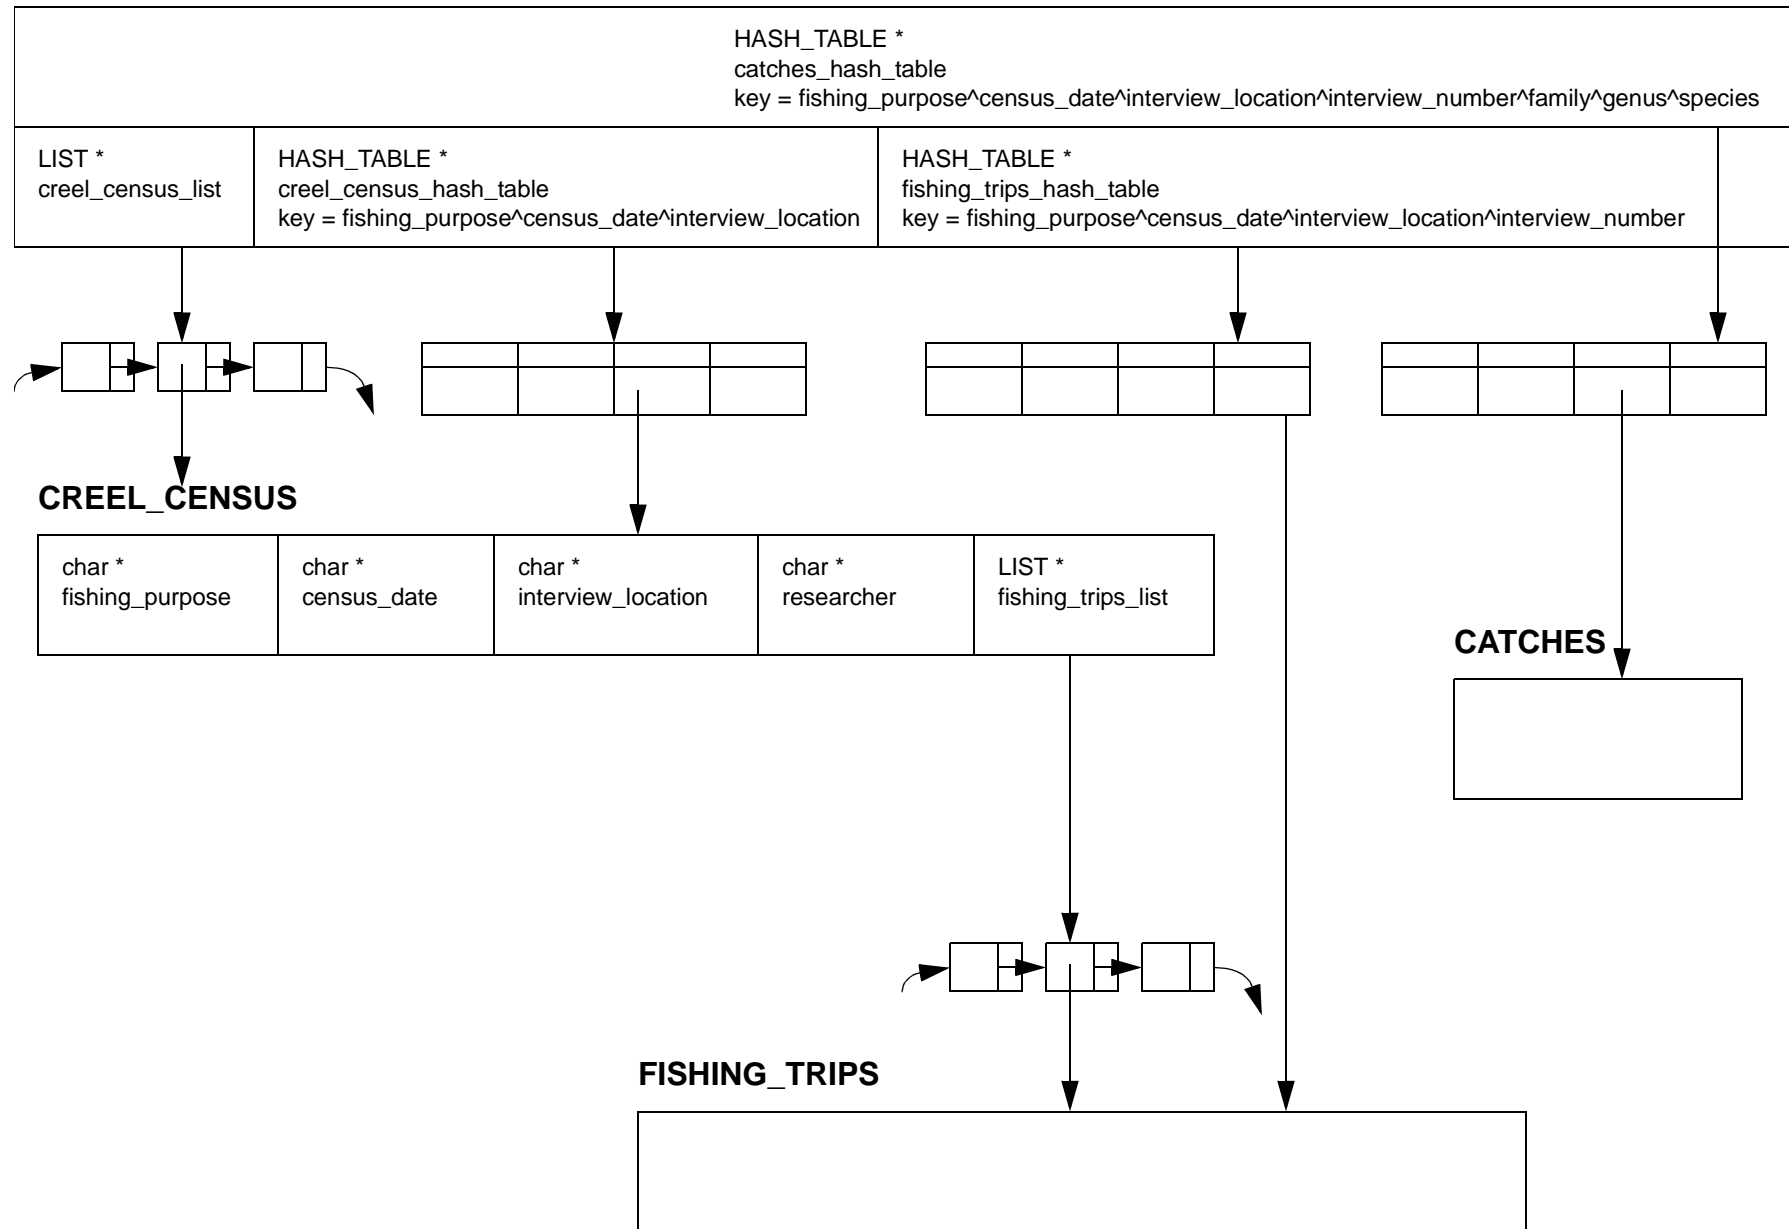 HASH_TABLE *
catches_hash_table
key = fishing_purpose^census_date^interview_location^interview_number^family^genus^species
LIST *
creel_census_list
HASH_TABLE *
creel_census_hash_table
key = fishing_purpose^census_date^interview_location
HASH_TABLE *
fishing_trips_hash_table
key = fishing_purpose^census_date^interview_location^interview_number
CREEL_CENSUS
char *
fishing_purpose
char *
census_date
char *
interview_location
char *
researcher
LIST *
fishing_trips_list
CATCHES
FISHING_TRIPS